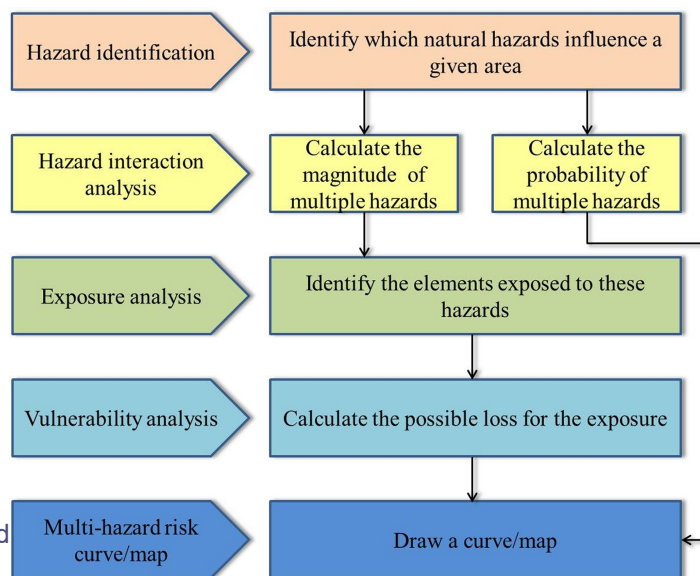 Hazard identification
Identify which natural hazards influence a
given area
Hazard interaction
analysis
Calculate the
magnitude of
multiple hazards
Calculate the
probability of
multiple hazards
Exposure analysis
Identify the elements exposed to these
hazards
Vulnerability analysis
Calculate the possible loss for the exposure
d
Multi-hazard risk
curve/map
Draw a curve/map